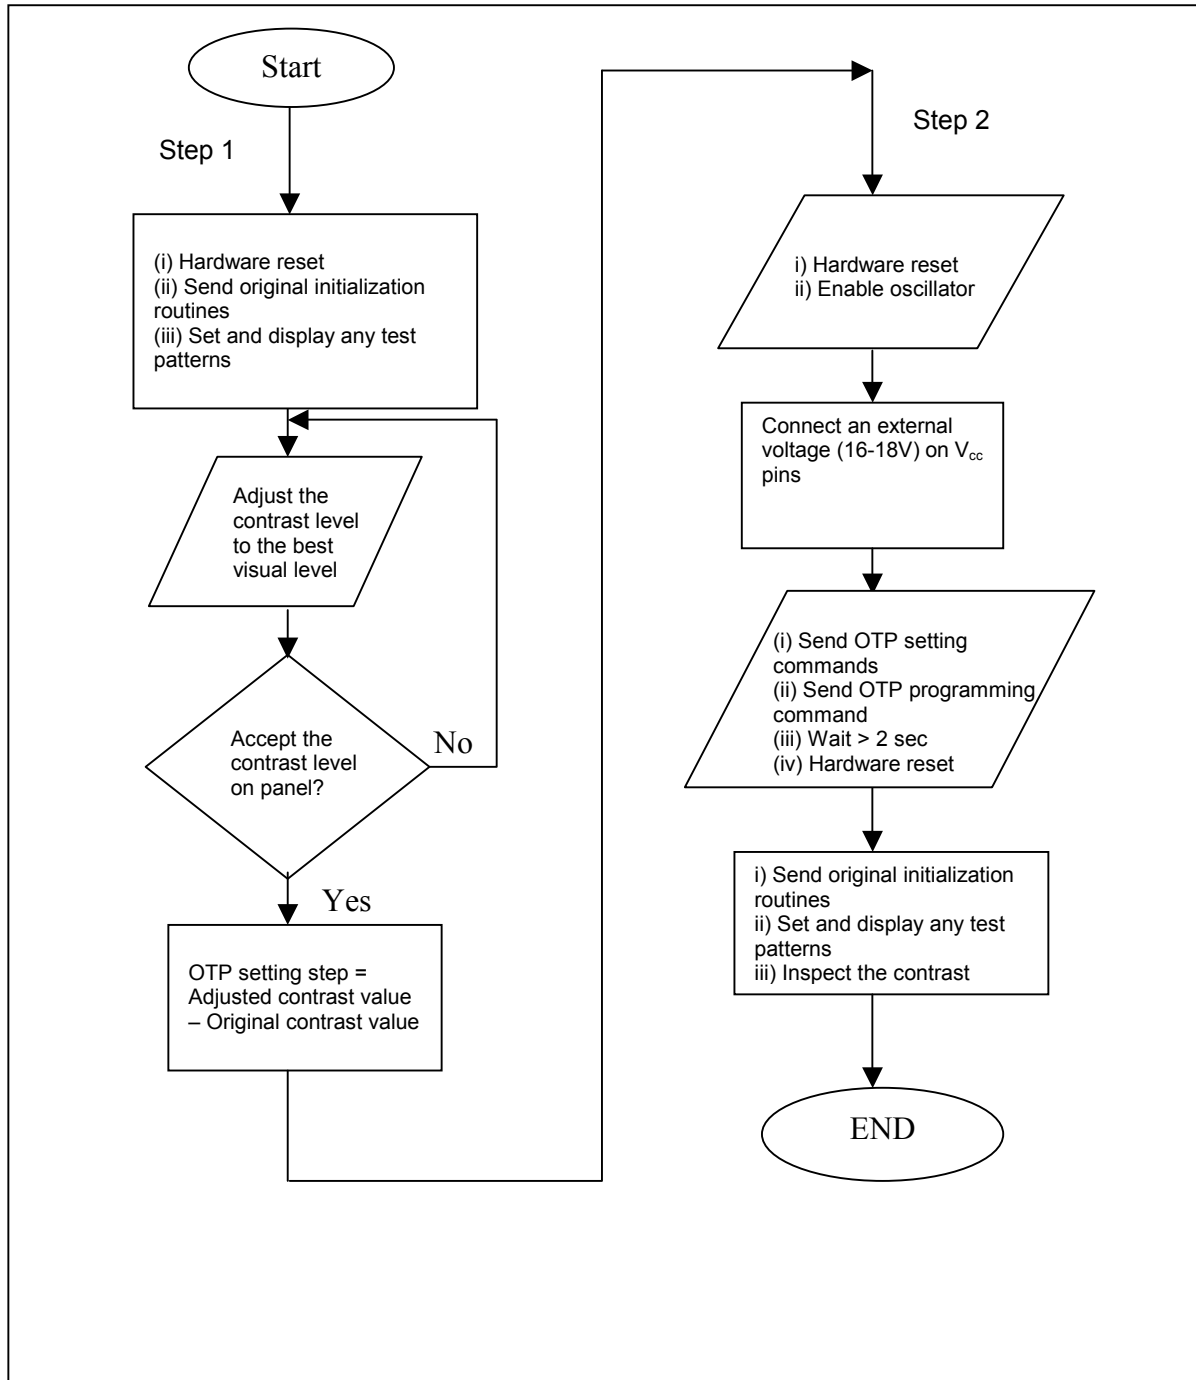 Start
Step 1
(i) Hardware reset
(ii) Send original initialization
routines
(iii) Set and display any test
patterns
Adjust the
contrast level
to the best
visual level
Accept the
contrast level
on panel?
No
Yes
OTP setting step =
Adjusted contrast value
– Original contrast value
Step 2
i) Hardware reset
ii) Enable oscillator
Connect an external
voltage (16-18V) on Vcc
pins
(i) Send OTP setting
commands
(ii) Send OTP programming
command
(iii) Wait > 2 sec
(iv) Hardware reset
i) Send original initialization
routines
ii) Set and display any test
patterns
iii) Inspect the contrast
END